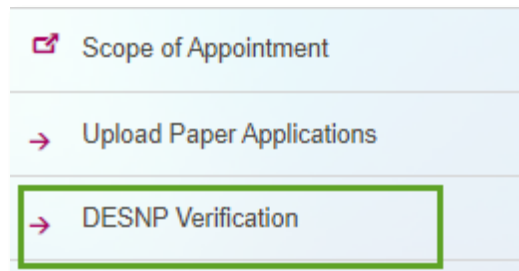 Scope of Appointment
Upload Paper Applications
DESNP Verification